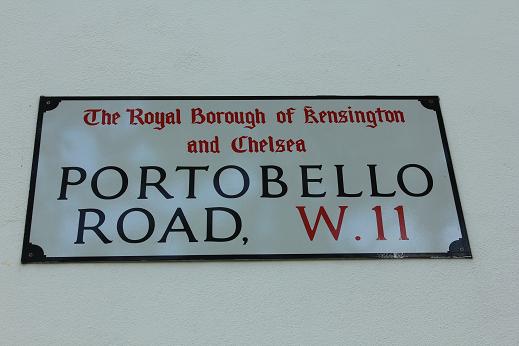 The Royal Borough of Kensington
and Chelsea
PORTOBELLO
ROAD, W.11